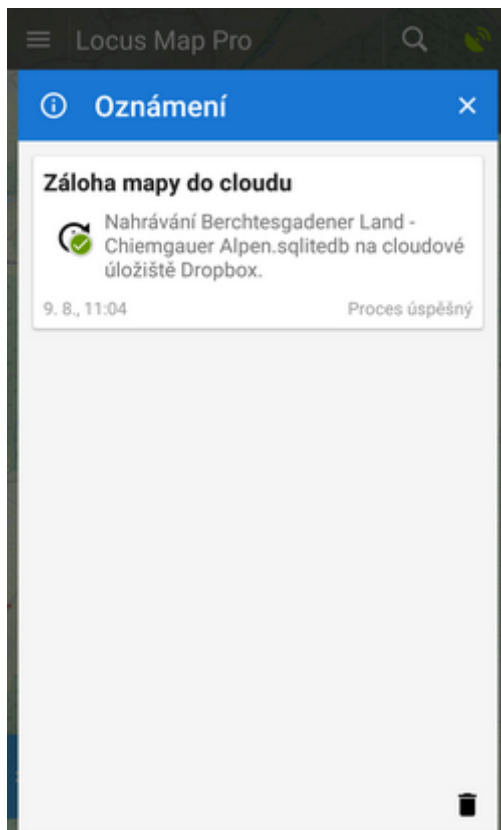 Locus Map Pro
Oznámení
Záloha mapy do cloudu
Nahrávání Berchtesgadener Land -
Chiemgauer Alpen.sqlitedb na cloudové
úložiště Dropbox.
9. 8., 11:04 Proces úspěšný